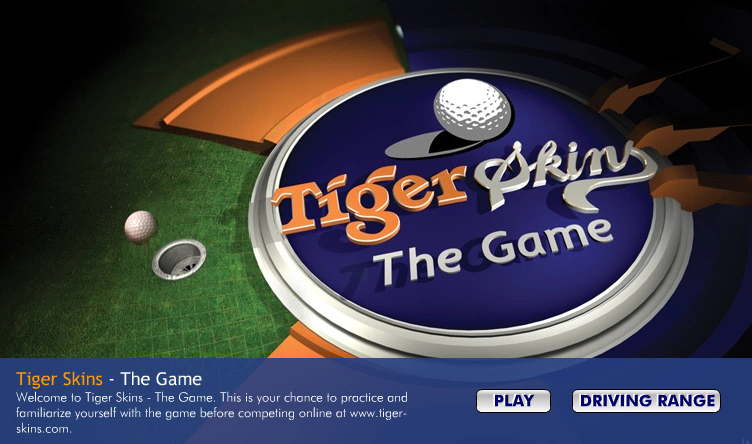 Tiger Skins
The Game
Tiger Skins - The Game
Welcome to Tiger Skins - The Game. This is your chance to practice and
familiarize yourself with the game before competing online at www.tiger-
skins.com.
PLAY
DRIVING RANGE